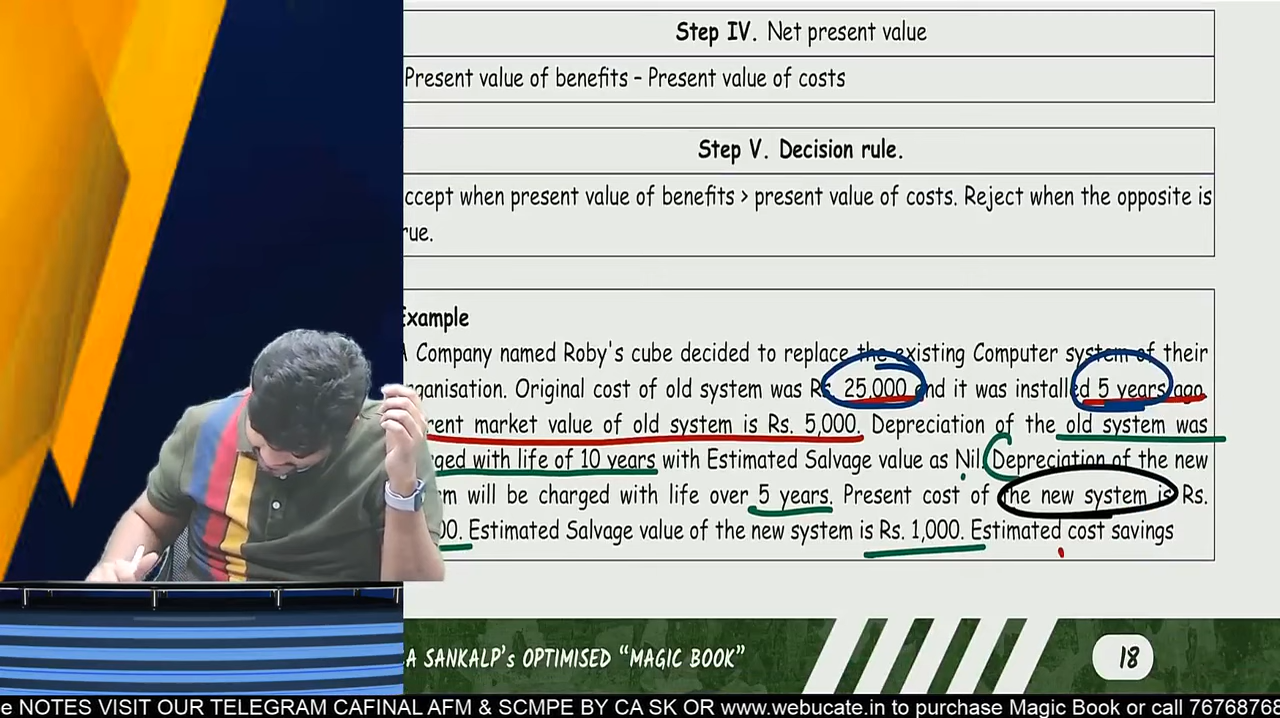 Step IV. Net present value
Present value of benefits – Present value of costs
Step V. Decision rule.
ccept when present value of benefits > present value of costs. Reject when the opposite is
rue.
Example
A Company named Roby's cube decided to replace the existing Computer system of their
rganisation. Original cost of old system was Rs. 25,000 and it was installed 5 years ago.
rent market value of old system is Rs. 5,000. Depreciation of the old system was
ged with life of 10 years with Estimated Salvage value as Nil. Depreciation of the new
m will be charged with life over 5 years. Present cost of the new system is Rs.
00. Estimated Salvage value of the new system is Rs. 1,000. Estimated cost savings
A SANKALP's OPTIMISED “MAGIC BOOK”
18
e NOTES VISIT OUR TELEGRAM CAFINAL AFM & SCMPE BY CA SK OR www.webucate.in to purchase Magic Book or call 76768768